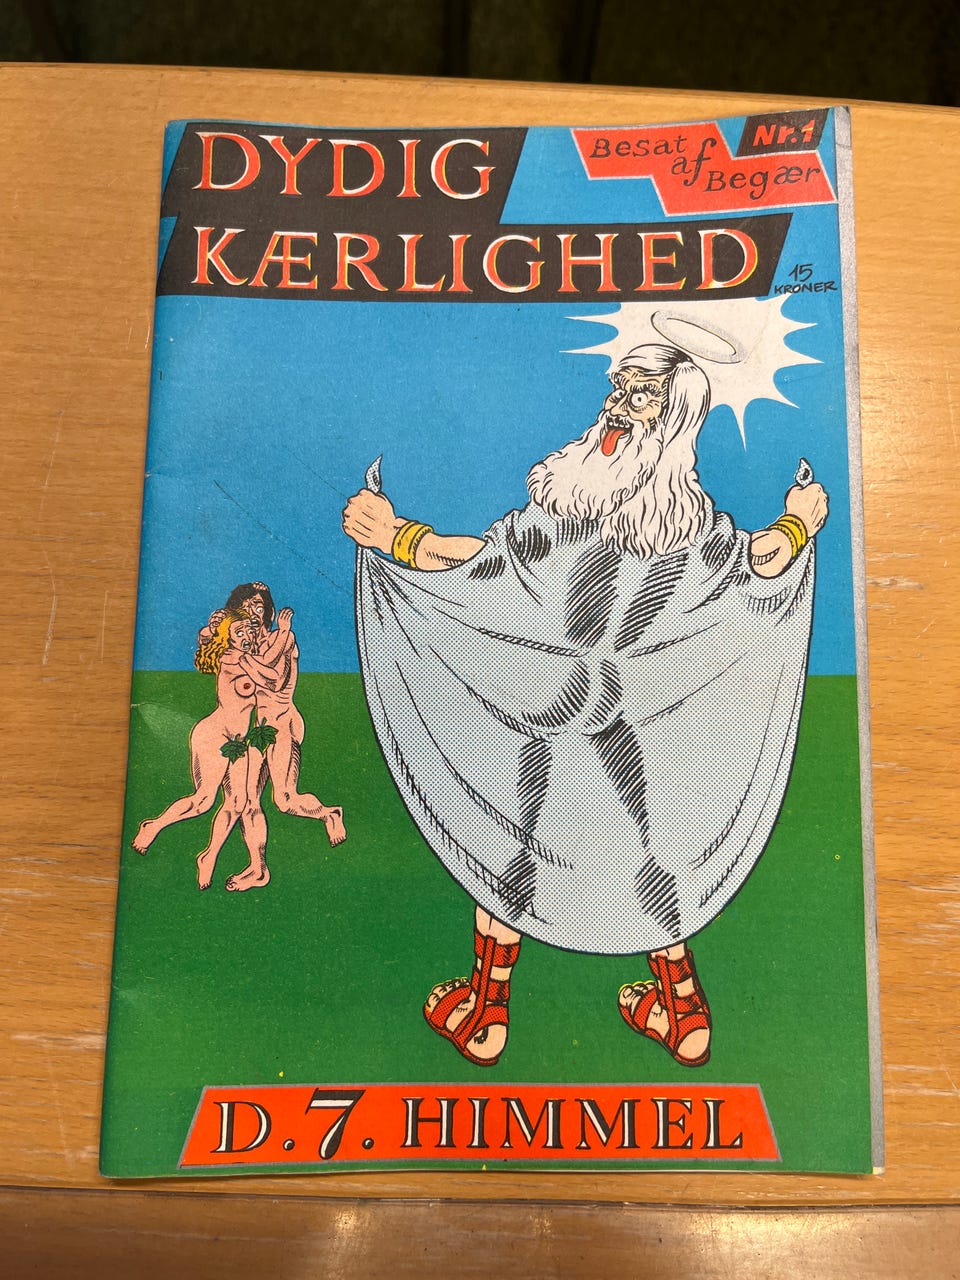 DYDIG
KÆRLIGHED
Besat
af
Begær
Nr.1
15
KRONER
D.7. HIMMEL